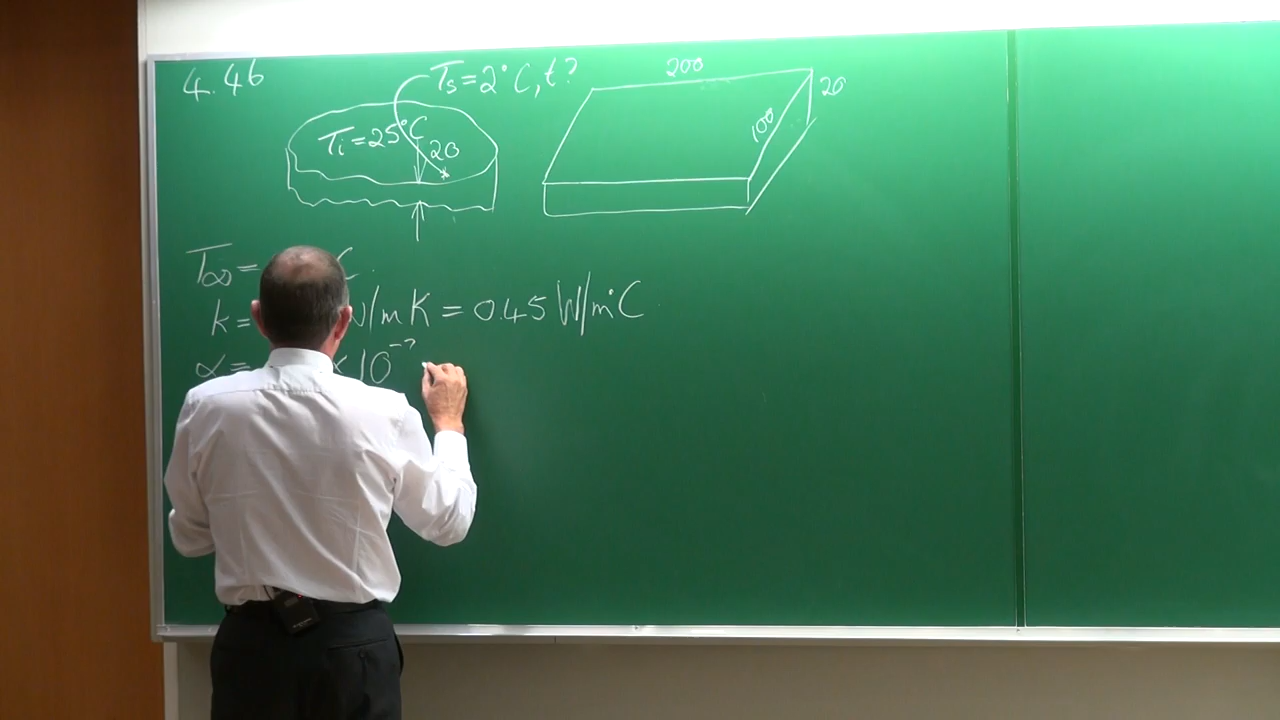 4.46
Ts=2°C, t?
Ti=25°C
20
200
100
20
T∞= C
k= W/mK = 0.45 W/m°C
α= ×10⁻⁷